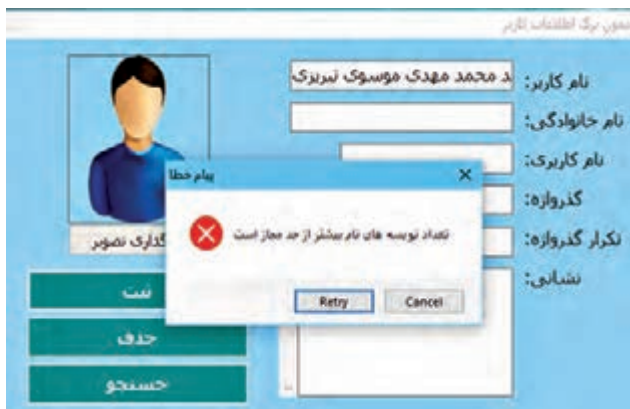 نمون برگ اطلاعات کاربر
نام کاربر:
د محمد مهدی موسوی تبریزی
نام خانوادگی:
نام کاربری:
گذرواژه:
تکرار گذرواژه:
نشانی:
گذاری تصویر
ثبت
حذف
جستجو
پیام خطا
تعداد نویسه های نام بیشتر از حد مجاز است
Retry
Cancel